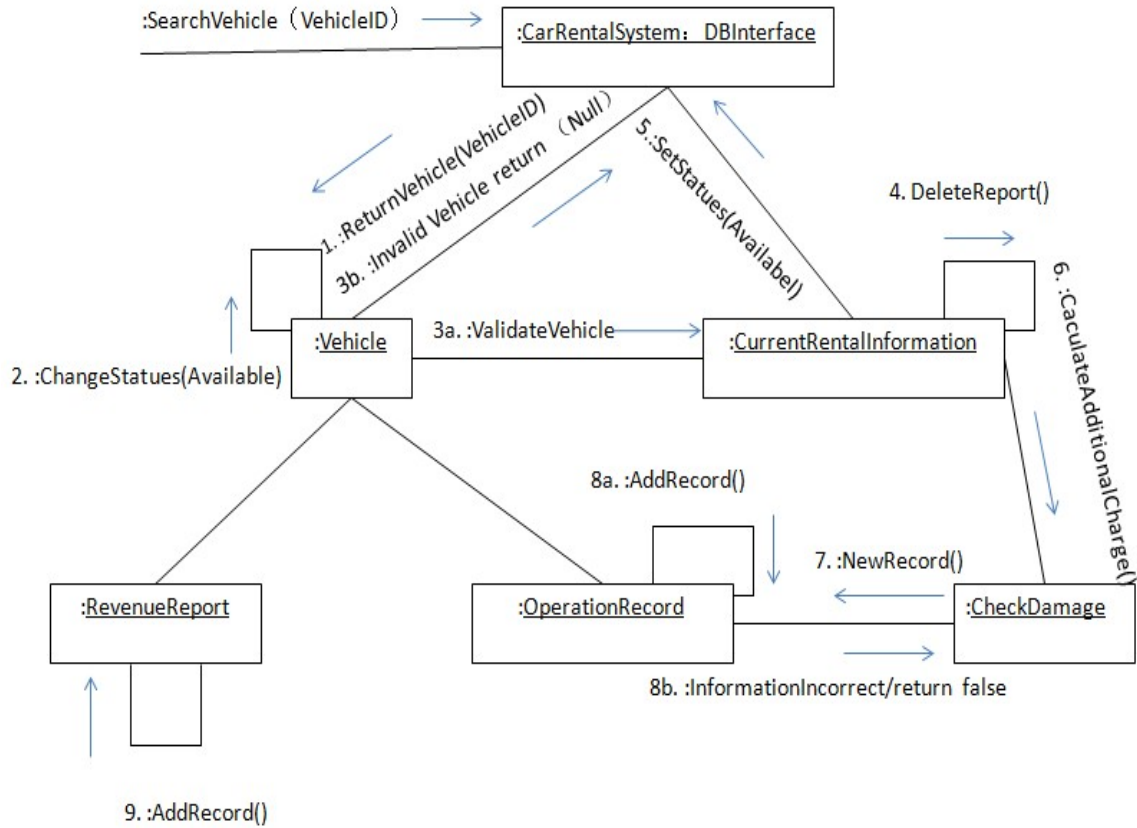 :SearchVehicle（VehicleID）
:CarRentalSystem：DBInterface
1. :ReturnVehicle(VehicleID)
3b. :Invalid Vehicle return （Null）
5.:SetStatues(Availabel)
4. DeleteReport()
6. :CaculateAdditionalCharge()
:Vehicle
3a. :ValidateVehicle
:CurrentRentalInformation
2. :ChangeStatues(Available)
8a. :AddRecord()
7. :NewRecord()
:RevenueReport
:OperationRecord
:CheckDamage
8b. :InformationIncorrect/return false
9. :AddRecord()